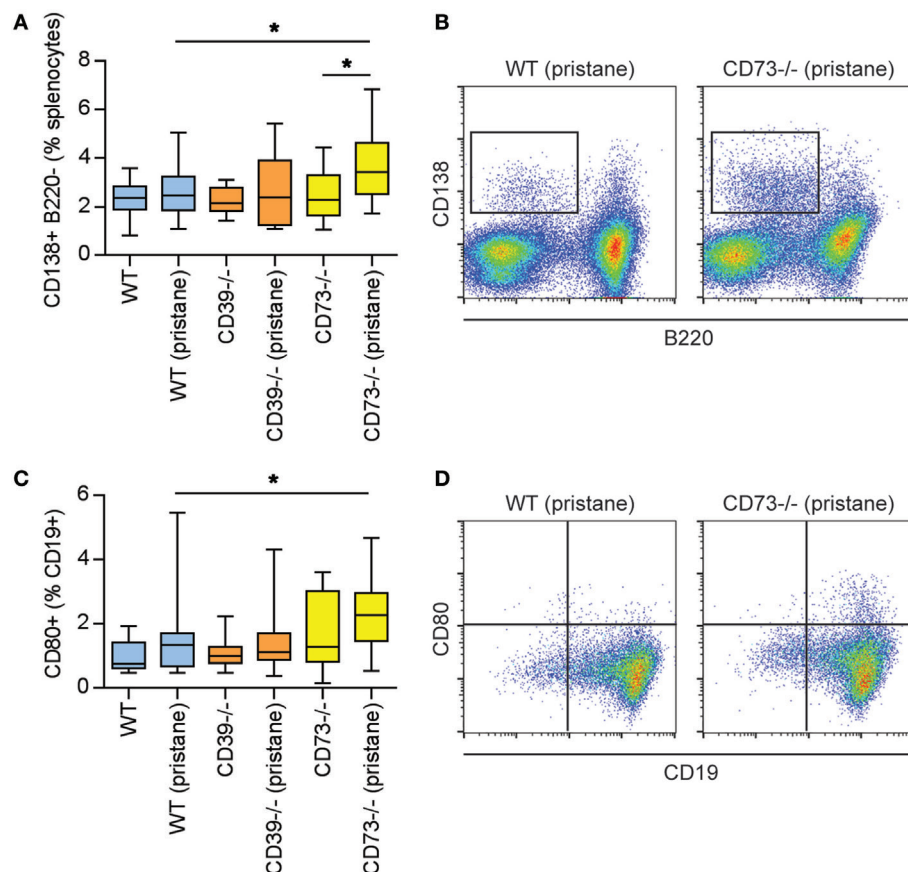 A
*
*
CD138+ B220- (% splenocytes)
8
6
4
2
0
WT
WT (pristane)
CD39-/-
CD39-/- (pristane)
CD73-/-
CD73-/- (pristane)
B
WT (pristane)
CD73-/- (pristane)
CD138
B220
C
*
CD80+ (% CD19+)
6
4
2
0
WT
WT (pristane)
CD39-/-
CD39-/- (pristane)
CD73-/-
CD73-/- (pristane)
D
WT (pristane)
CD73-/- (pristane)
CD80
CD19